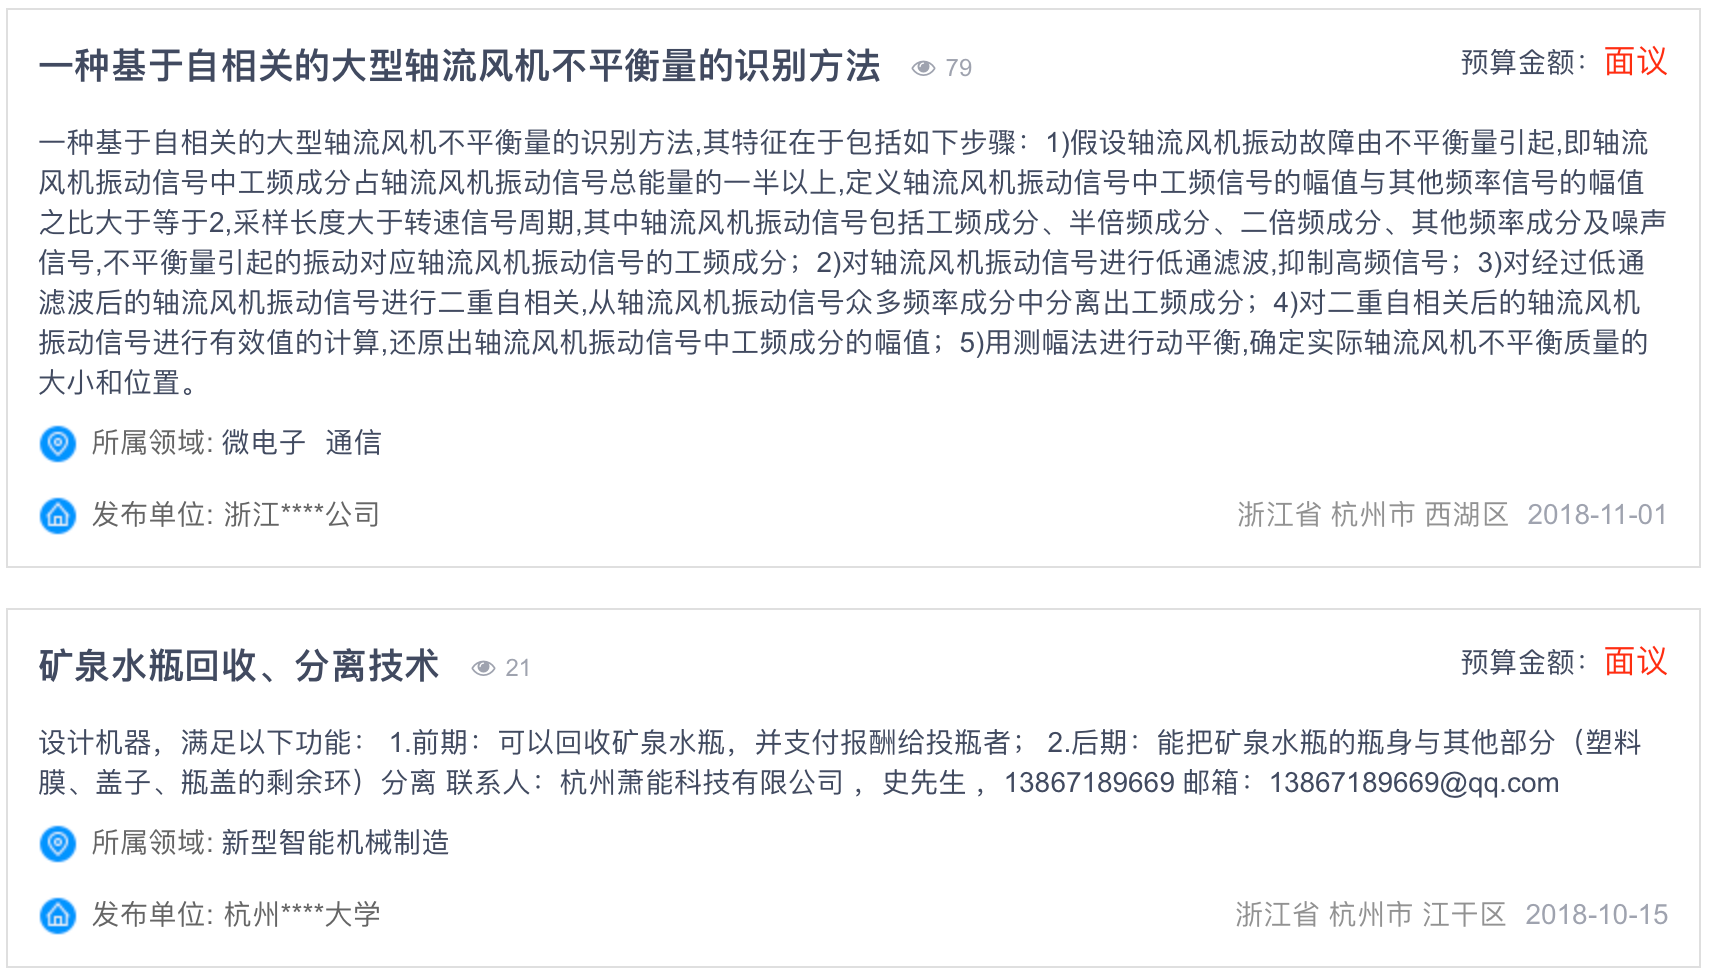 一种基于自相关的大型轴流风机不平衡量的识别方法 79 预算金额：面议
一种基于自相关的大型轴流风机不平衡量的识别方法,其特征在于包括如下步骤：1)假设轴流风机振动故障由不平衡量引起,即轴流
风机振动信号中工频成分占轴流风机振动信号总能量的一半以上,定义轴流风机振动信号中工频信号的幅值与其他频率信号的幅值
之比大于等于2,采样长度大于转速信号周期,其中轴流风机振动信号包括工频成分、半倍频成分、二倍频成分、其他频率成分及噪声
信号,不平衡量引起的振动对应轴流风机振动信号的工频成分；2)对轴流风机振动信号进行低通滤波,抑制高频信号；3)对经过低通
滤波后的轴流风机振动信号进行二重自相关,从轴流风机振动信号众多频率成分中分离出工频成分；4)对二重自相关后的轴流风机
振动信号进行有效值的计算,还原出轴流风机振动信号中工频成分的幅值；5)用测幅法进行动平衡,确定实际轴流风机不平衡质量的
大小和位置。
所属领域: 微电子 通信
发布单位: 浙江****公司 浙江省 杭州市 西湖区 2018-11-01
矿泉水瓶回收、分离技术 21 预算金额：面议
设计机器，满足以下功能： 1.前期：可以回收矿泉水瓶，并支付报酬给投瓶者； 2.后期：能把矿泉水瓶的瓶身与其他部分（塑料
膜、盖子、瓶盖的剩余环）分离 联系人：杭州萧能科技有限公司 ，史先生 ，13867189669 邮箱：13867189669@qq.com
所属领域: 新型智能机械制造
发布单位: 杭州****大学 浙江省 杭州市 江干区 2018-10-15